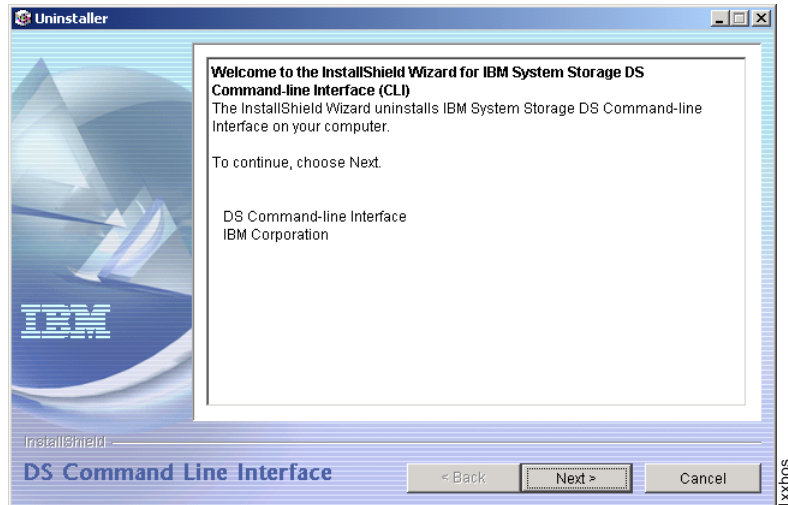 Uninstaller
Welcome to the InstallShield Wizard for IBM System Storage DS
Command-line Interface (CLI)
The InstallShield Wizard uninstalls IBM System Storage DS Command-line
Interface on your computer.
To continue, choose Next.
DS Command-line Interface
IBM Corporation
IBM
InstallShield
DS Command Line Interface
< Back
Next >
Cancel